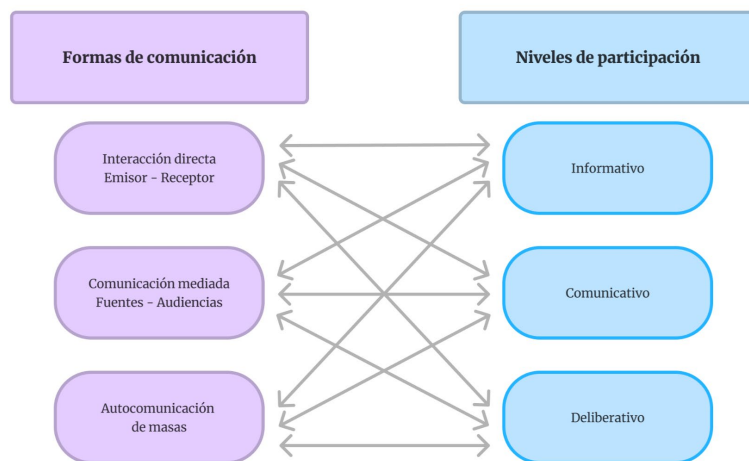 Formas de comunicación
Niveles de participación
Interacción directa
Emisor - Receptor
Informativo
Comunicación mediada
Fuentes - Audiencias
Comunicativo
Autocomunicación
de masas
Deliberativo